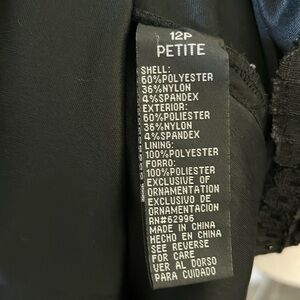 12P
PETITE
SHELL:
60%POLYESTER
36%NYLON
4%SPANDEX
EXTERIOR:
60%POLIESTER
36%NYLON
4%SPANDEX
LINING:
100%POLYESTER
FORRO:
100%POLIESTER
EXCLUSIVE OF
ORNAMENTATION
EXCLUSIVO DE
ORNAMENTACION
RN#62996
MADE IN CHINA
HECHO EN CHINA
SEE REVERSE
FOR CARE
VER AL DORSO
PARA CUIDADO